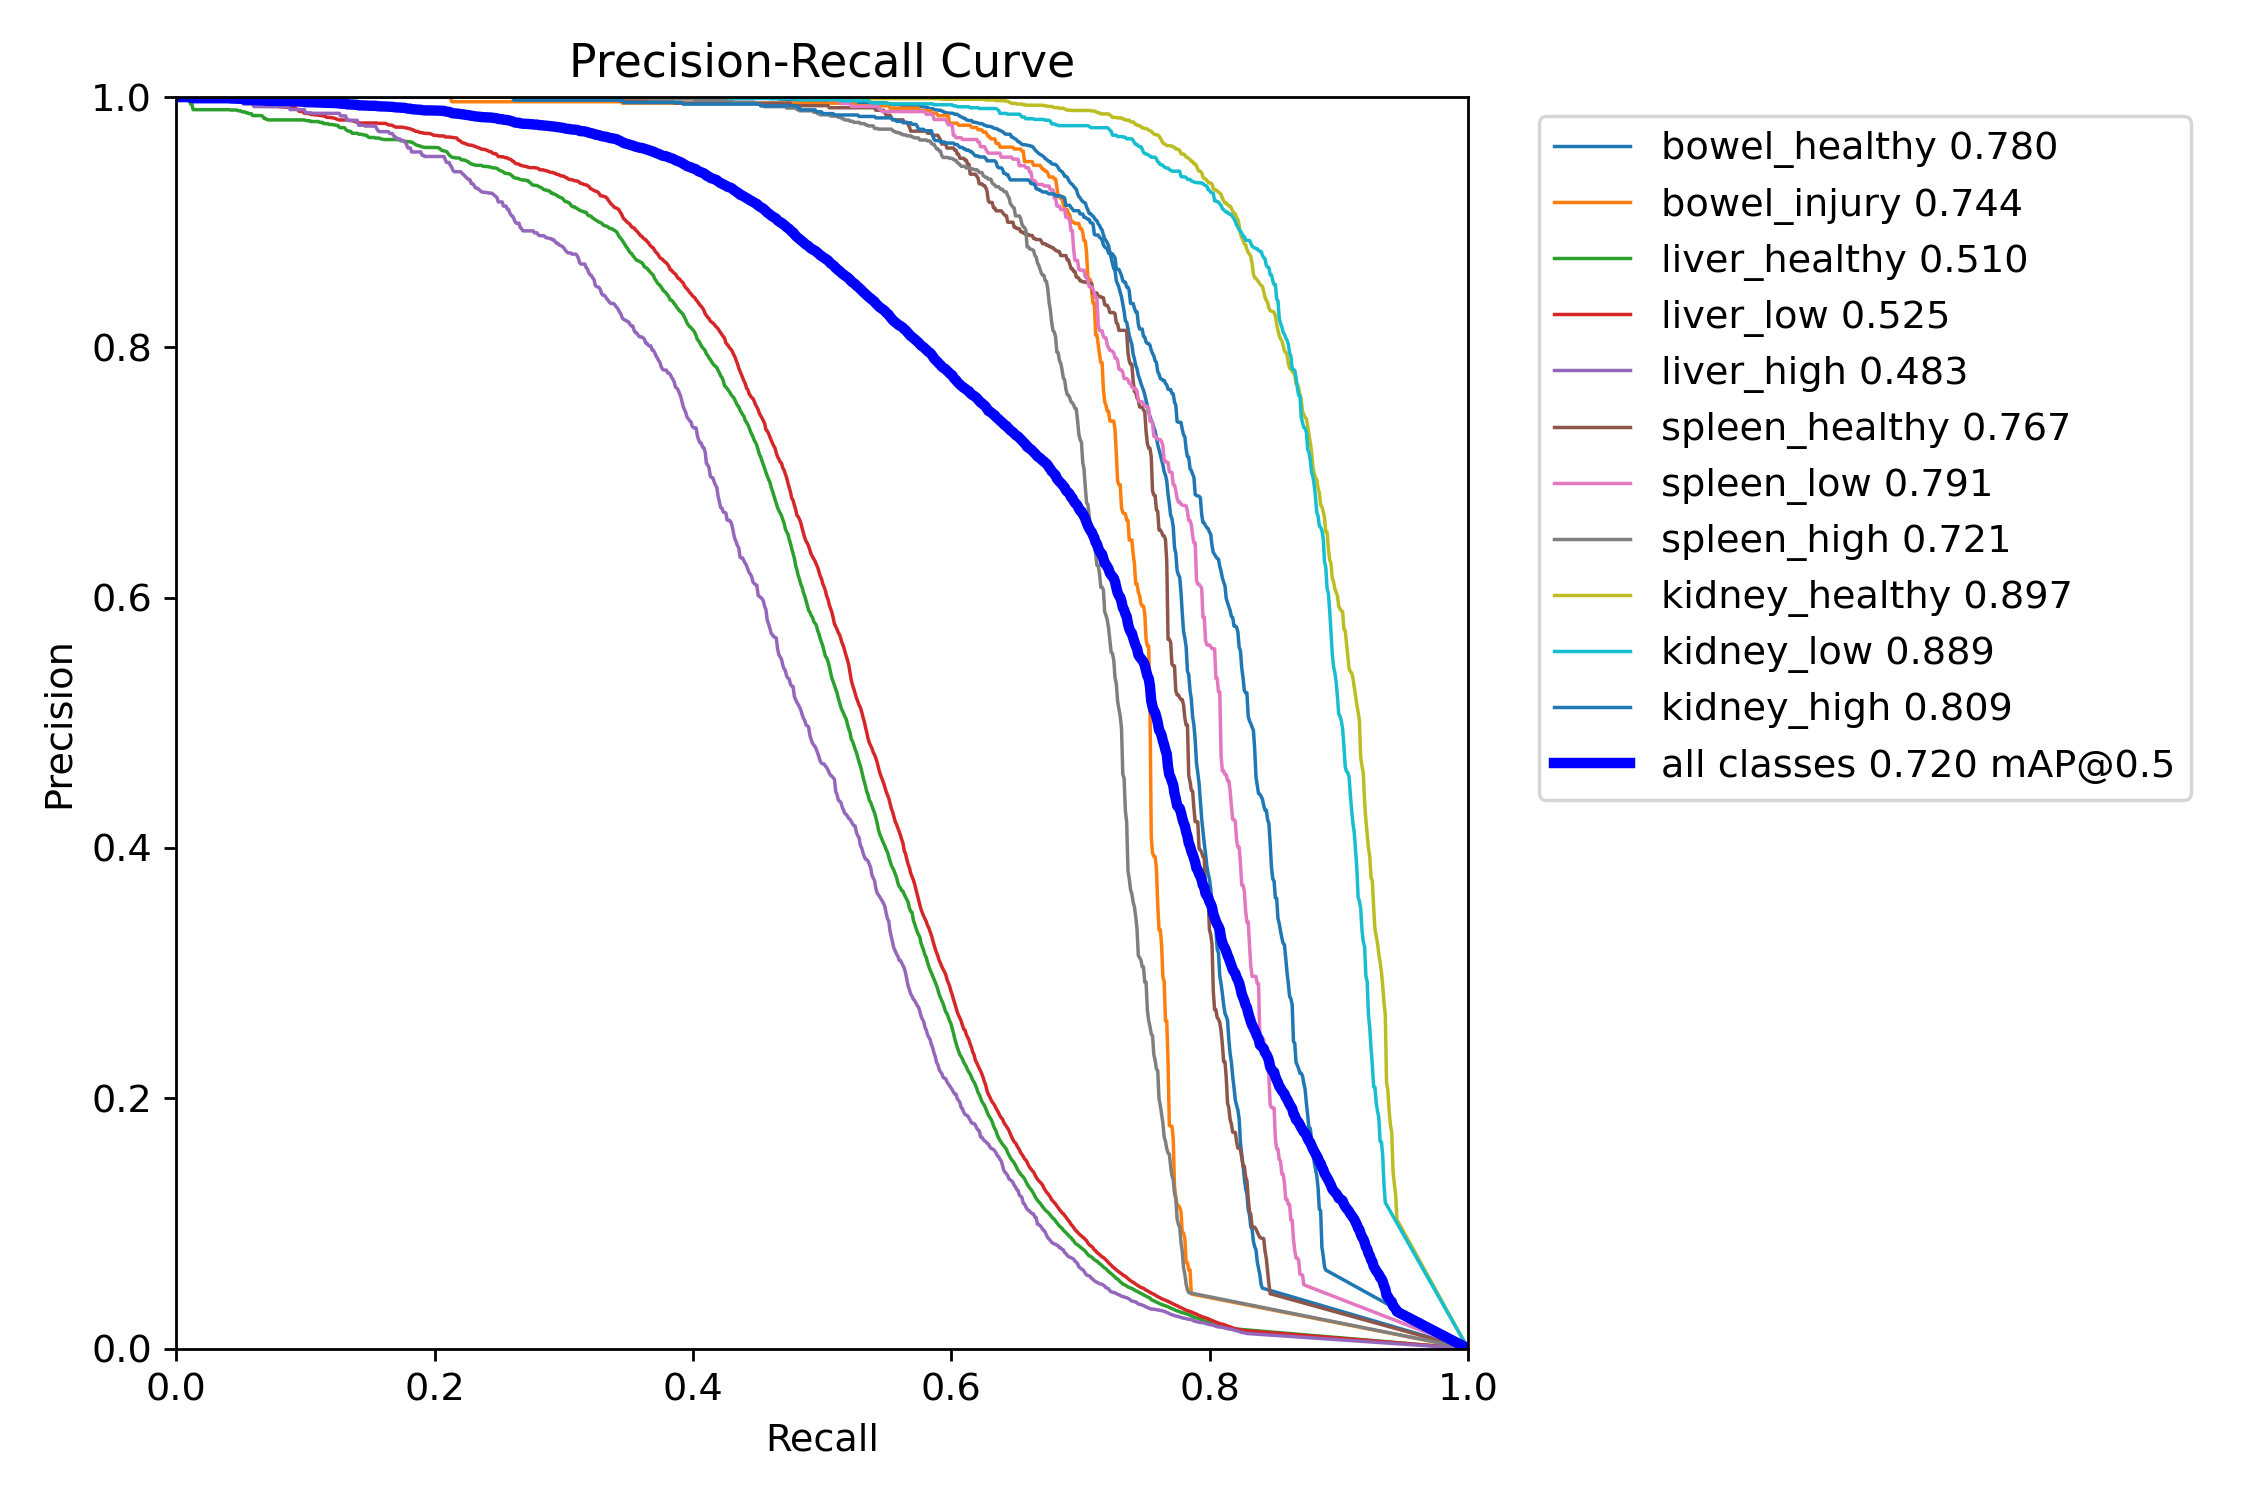 Precision-Recall Curve
1.0
0.8
0.6
0.4
0.2
0.0
Precision
0.0 0.2 0.4 0.6 0.8 1.0
Recall
bowel_healthy 0.780
bowel_injury 0.744
liver_healthy 0.510
liver_low 0.525
liver_high 0.483
spleen_healthy 0.767
spleen_low 0.791
spleen_high 0.721
kidney_healthy 0.897
kidney_low 0.889
kidney_high 0.809
all classes 0.720 mAP@0.5